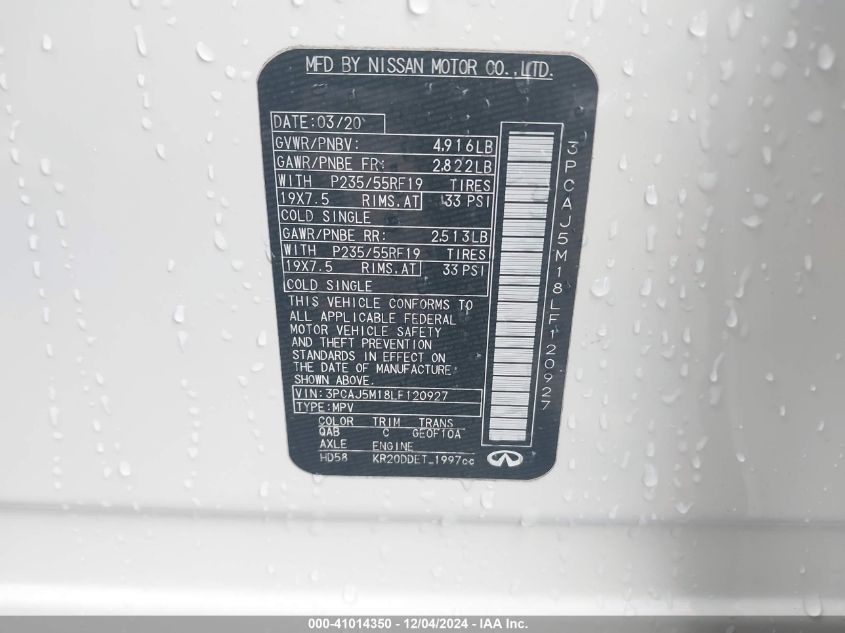 MFD BY NISSAN MOTOR CO.,LTD.
DATE:03/20
GVWR/PNBV: 4.916LB
GAWR/PNBE FR: 2.822LB
WITH P235/55RF19 TIRES
19X7.5 RIMS.AT 33 PSI
COLD SINGLE
GAWR/PNBE RR: 2.513LB
WITH P235/55RF19 TIRES
19X7.5 RIMS.AT 33 PSI
COLD SINGLE
THIS VEHICLE CONFORMS TO
ALL APPLICABLE FEDERAL
MOTOR VEHICLE SAFETY
AND THEFT PREVENTION
STANDARDS IN EFFECT ON
THE DATE OF MANUFACTURE
SHOWN ABOVE.
VIN:3PCAJ5M18LF120927
TYPE:MPV
COLOR TRIM TRANS
QAB C GE0F10A
AXLE ENGINE
HD58 KR20DDET_1997cc
3PCAJ5M18LF120927
000-41014350 - 12/04/2024 - IAA Inc.